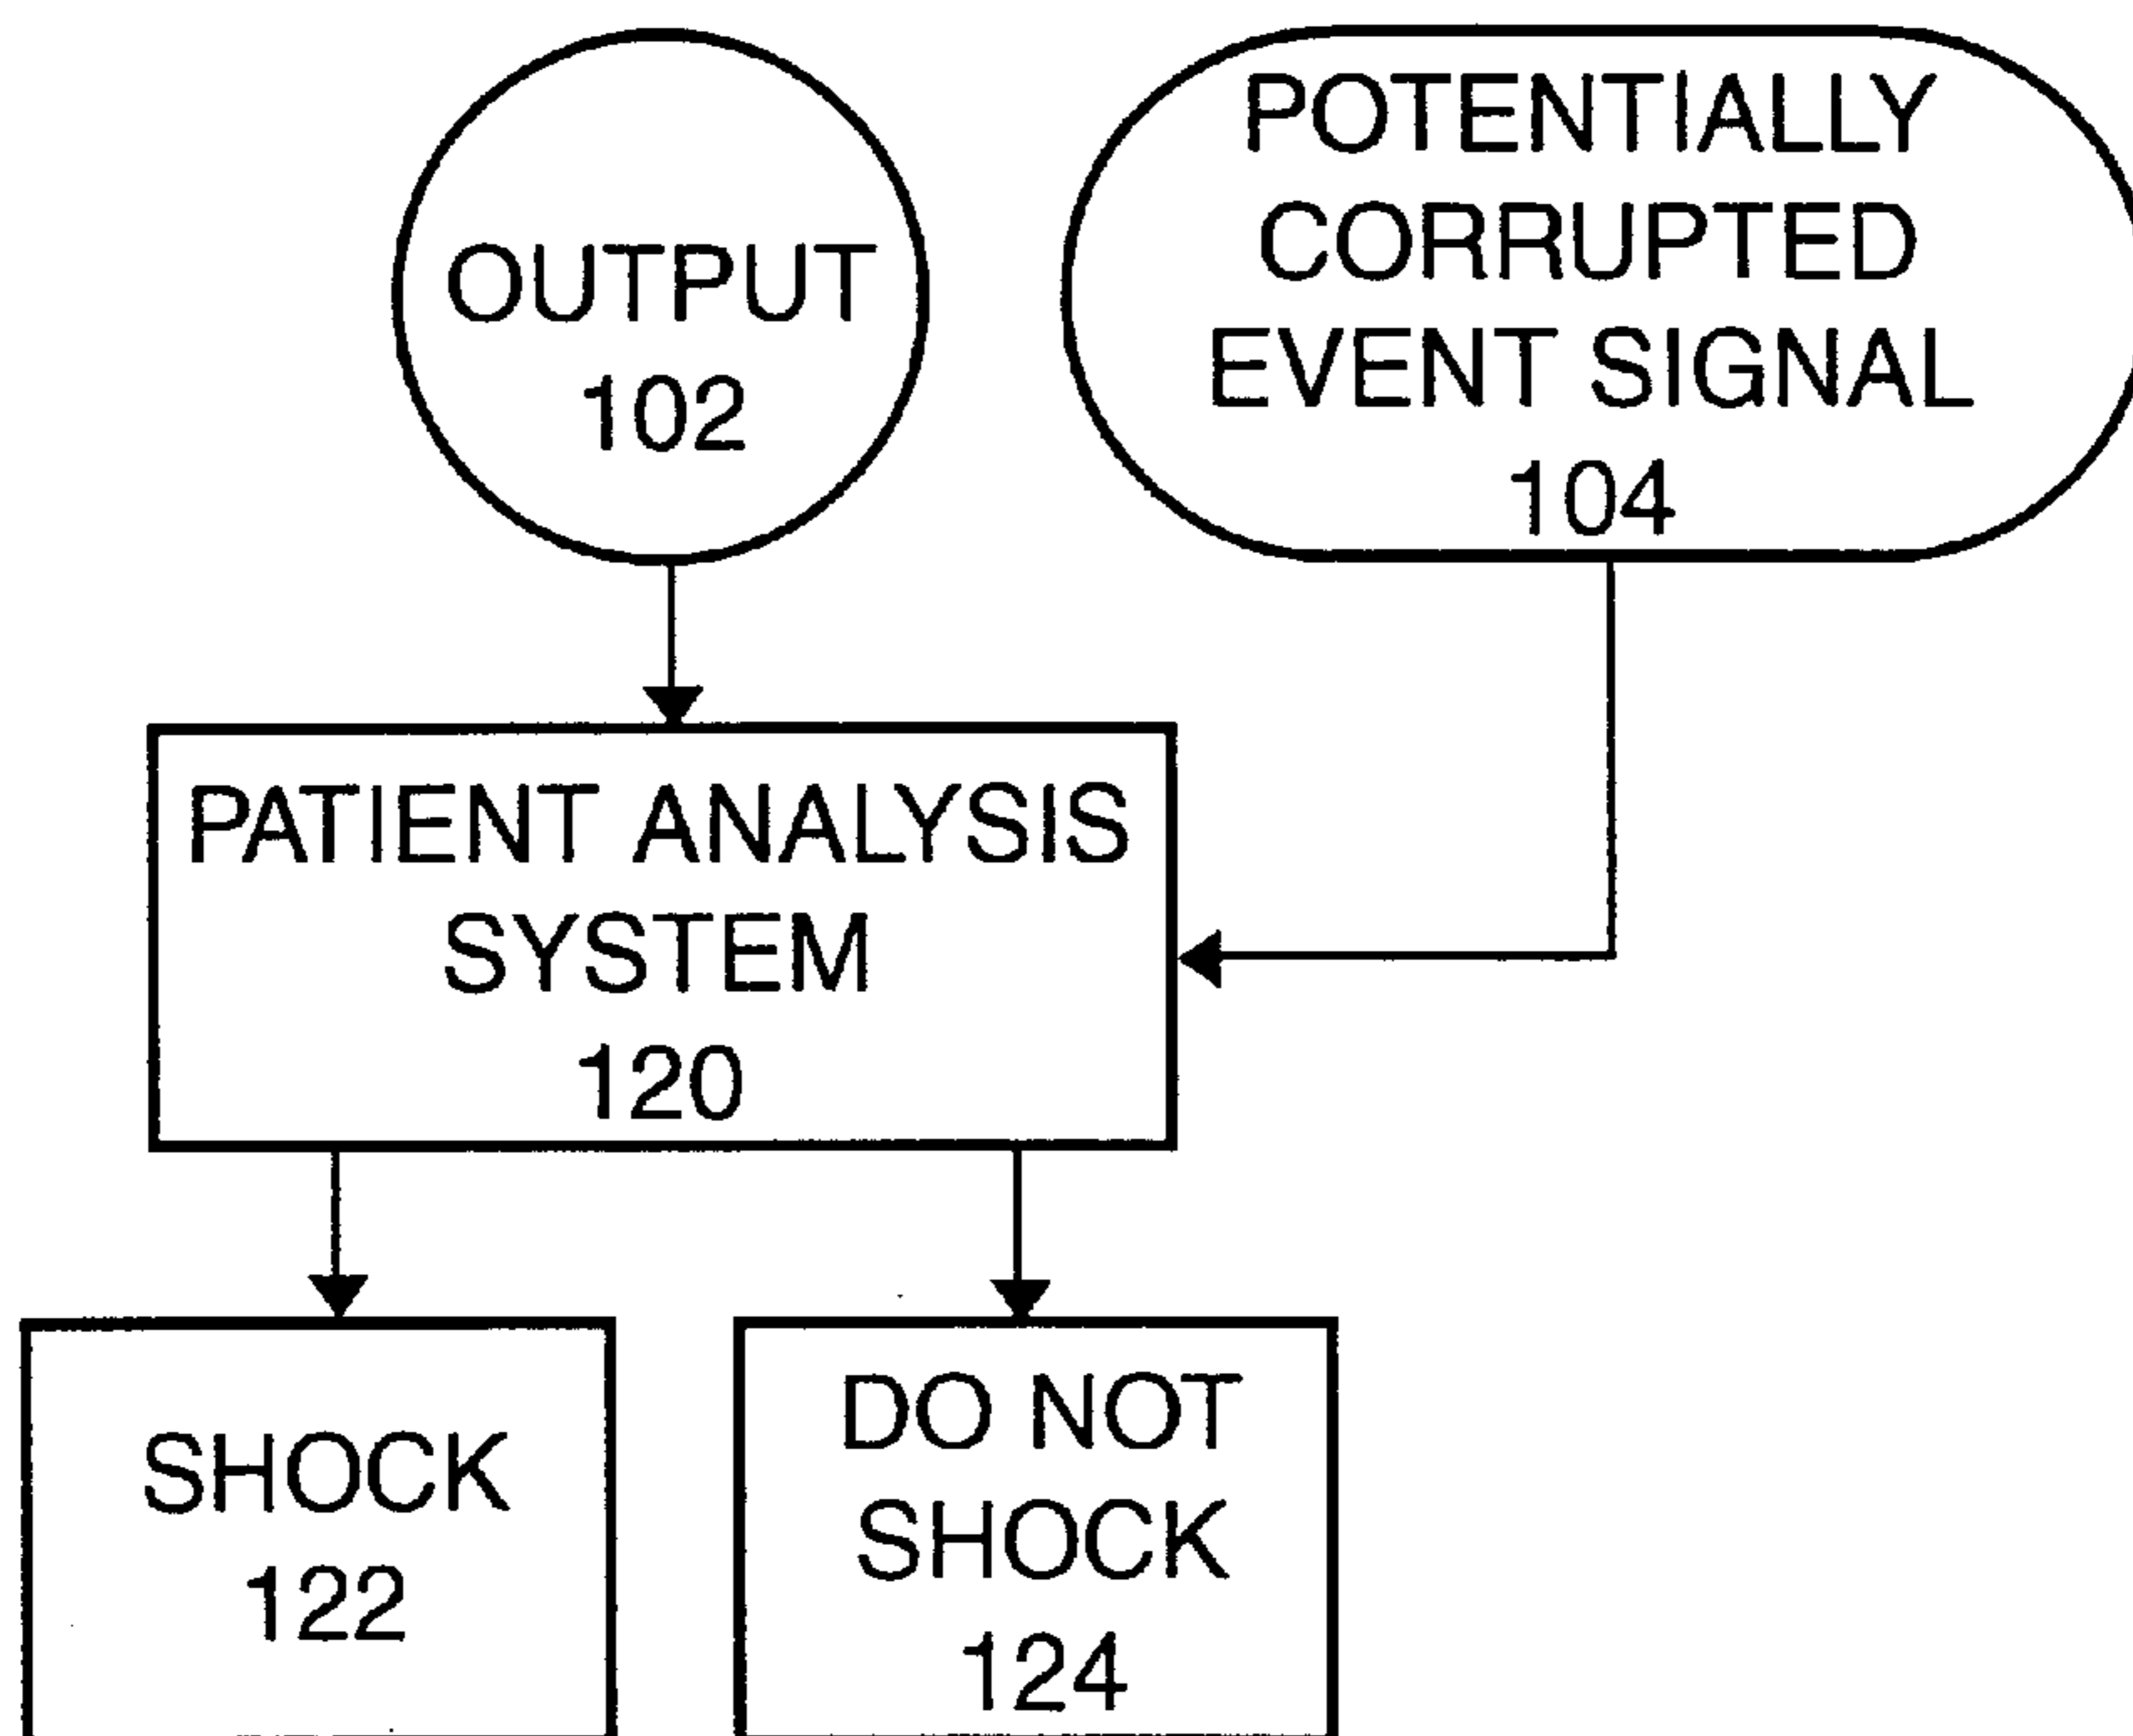 OUTPUT
102
POTENTIALLY
CORRUPTED
EVENT SIGNAL
104
PATIENT ANALYSIS
SYSTEM
120
SHOCK
122
DO NOT
SHOCK
124